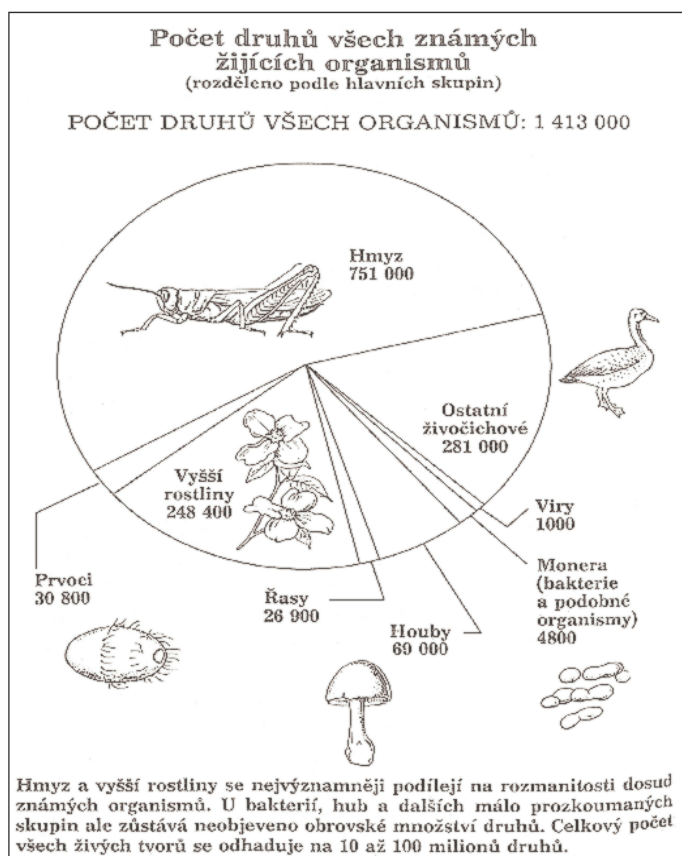 Počet druhů všech známých
žijících organismů
(rozděleno podle hlavních skupin)
POČET DRUHŮ VŠECH ORGANISMŮ: 1 413 000
Hmyz
751 000
Ostatní
živočichové
281 000
Vyšší
rostliny
248 400
Viry
1000
Prvoci
30 800
Řasy
26 900
Houby
69 000
Monera
(bakterie
a podobné
organismy)
4800
Hmyz a vyšší rostliny se nejvýznamněji podílejí na rozmanitosti dosud
známých organismů. U bakterií, hub a dalších málo prozkoumaných
skupin ale zůstává neobjeveno obrovské množství druhů. Celkový počet
všech živých tvorů se odhaduje na 10 až 100 milionů druhů.